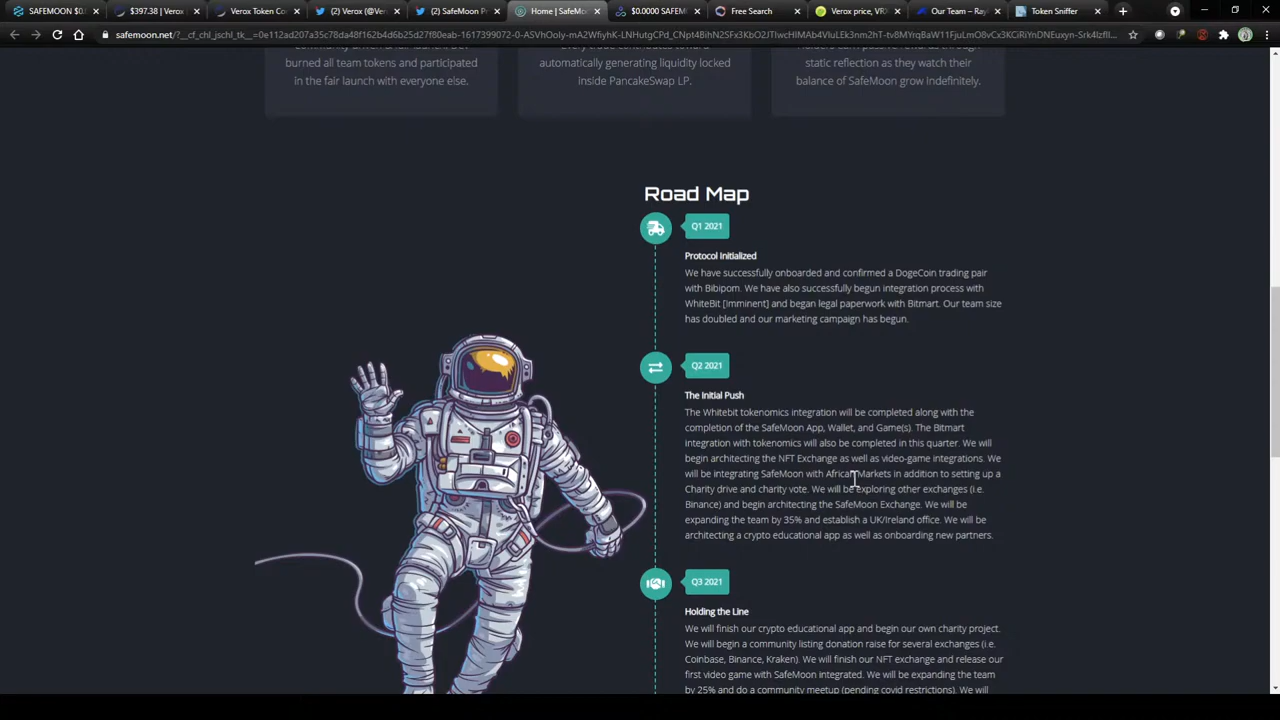 SAFEMOON $0.
$397.38 | Verox
Verox Token Co
(2) Verox (@Ver
(2) SafeMoon P
Home | SafeMo
$0.0000 SAFEM
Free Search
Verox price, VR
Our Team – Ray
Token Sniffer
burned all team tokens and participated
in the fair launch with everyone else.
Every trade contributes toward
automatically generating liquidity locked
inside PancakeSwap LP.
Holders earn passive rewards through
static reflection as they watch their
balance of SafeMoon grow indefinitely.
Road Map
Q1 2021
Protocol Initialized
We have successfully onboarded and confirmed a DogeCoin trading pair
with Bibipom. We have also successfully begun integration process with
WhiteBit [Imminent] and began legal paperwork with Bitmart. Our team size
has doubled and our marketing campaign has begun.
Q2 2021
The Initial Push
The Whitebit tokenomics integration will be completed along with the
completion of the SafeMoon App, Wallet, and Game(s). The Bitmart
integration with tokenomics will also be completed in this quarter. We will
begin architecting the NFT Exchange as well as video-game integrations. We
will be integrating SafeMoon with African Markets in addition to setting up a
Charity drive and charity vote. We will be exploring other exchanges (i.e.
Binance) and begin architecting the SafeMoon Exchange. We will be
expanding the team by 35% and establish a UK/Ireland office. We will be
architecting a crypto educational app as well as onboarding new partners.
Q3 2021
Holding the Line
We will finish our crypto educational app and begin our own charity project.
We will begin a community listing donation raise for several exchanges (i.e.
Coinbase, Binance, Kraken). We will finish our NFT exchange and release our
first video game with SafeMoon integrated. We will be expanding the team
by 25% and do a community meetup (pending covid restrictions). We will